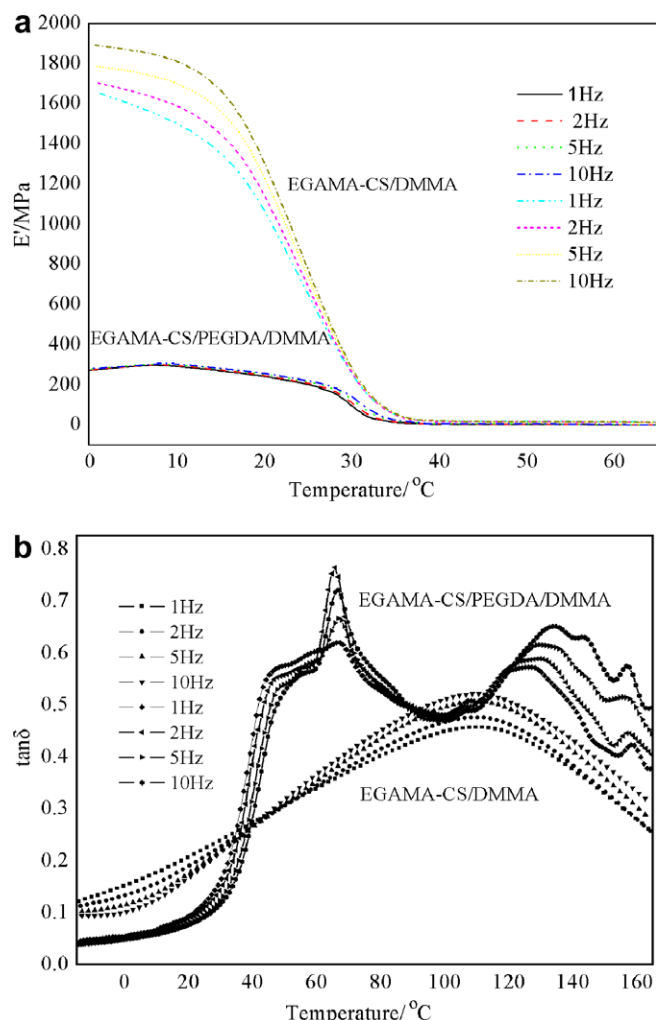 a
2000
1800
1600
1400
1200
1000
800
600
400
200
0
E'/MPa
1Hz
2Hz
5Hz
10Hz
1Hz
2Hz
5Hz
10Hz
EGAMA-CS/DMMA
EGAMA-CS/PEGDA/DMMA
0 10 20 30 40 50 60
Temperature/ °C
b
0.8
0.7
0.6
0.5
0.4
0.3
0.2
0.1
0.0
tanδ
1Hz
2Hz
5Hz
10Hz
1Hz
2Hz
5Hz
10Hz
EGAMA-CS/PEGDA/DMMA
EGAMA-CS/DMMA
0 20 40 60 80 100 120 140 160
Temperature/ °C